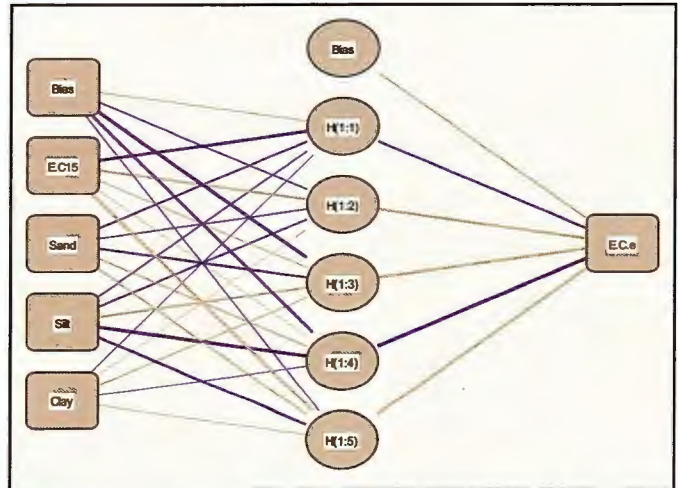 Bias
E.C15
Sand
Silt
Clay
Bias
H(1:1)
H(1:2)
H(1:3)
H(1:4)
H(1:5)
E.C.e